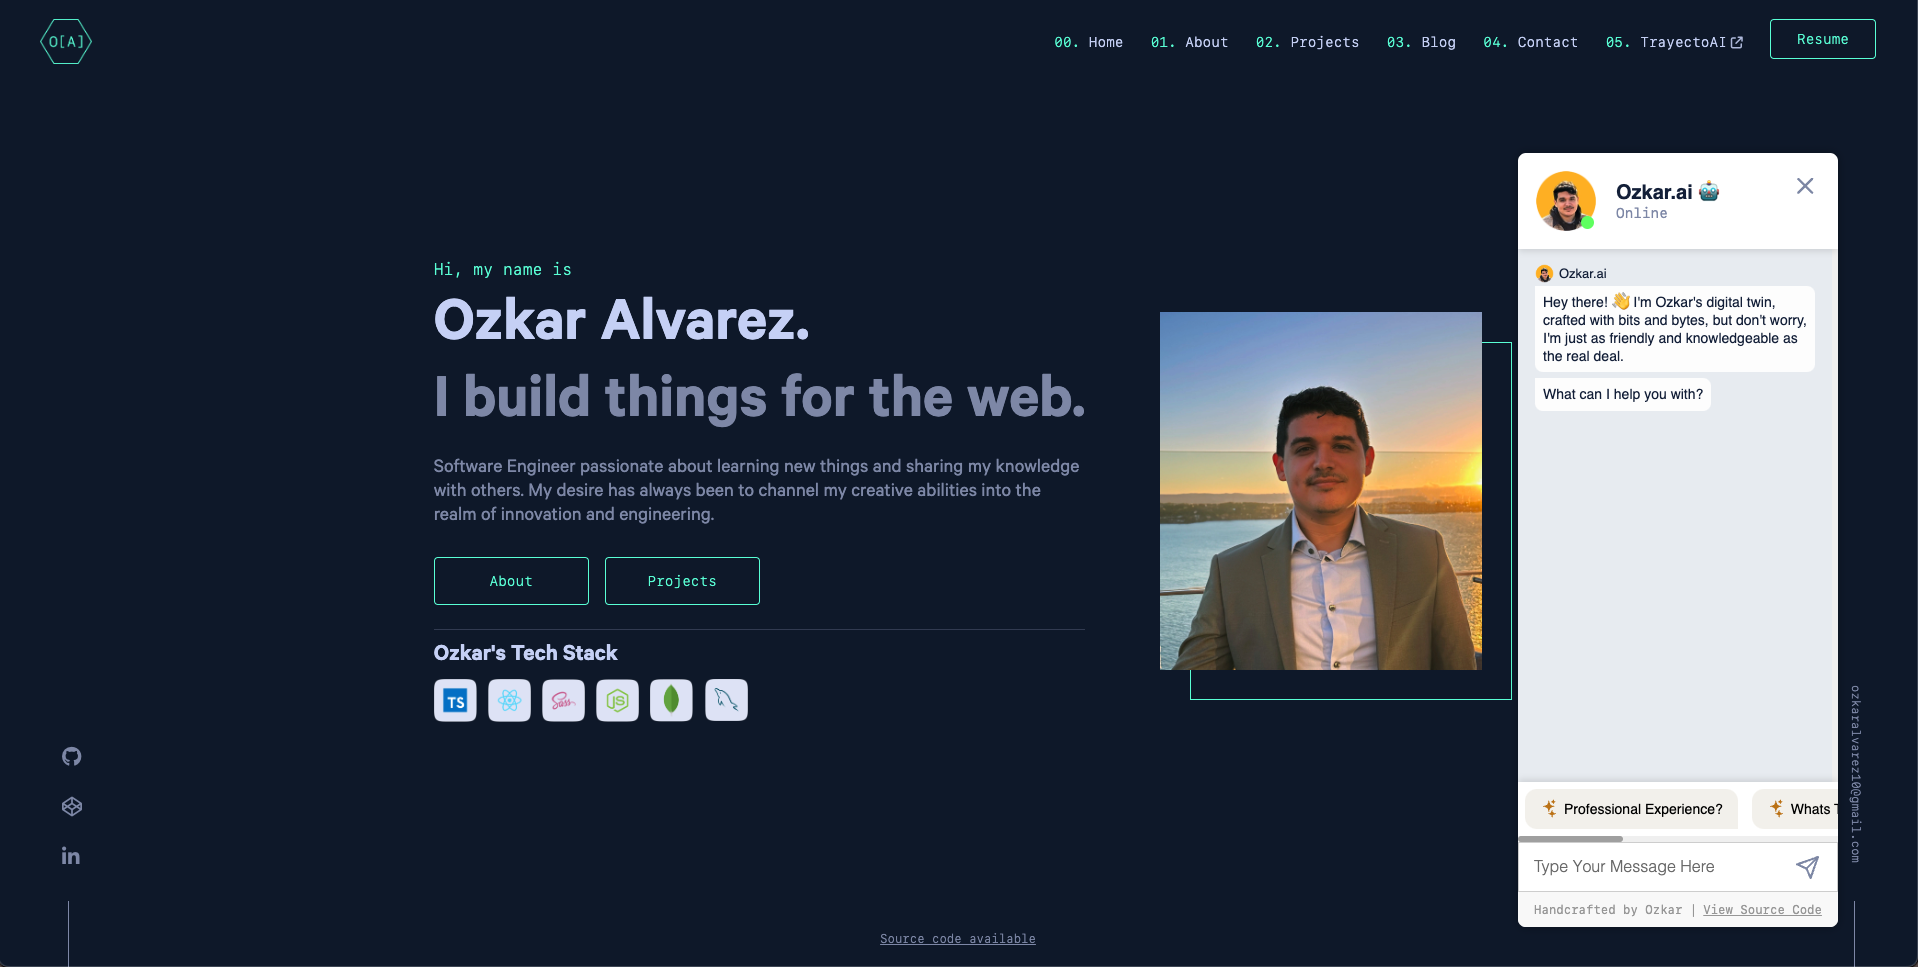 O[A]
00. Home 01. About 02. Projects 03. Blog 04. Contact 05. TrayectoAI Resume
Hi, my name is
Ozkar Alvarez.
I build things for the web.
Software Engineer passionate about learning new things and sharing my knowledge
with others. My desire has always been to channel my creative abilities into the
realm of innovation and engineering.
About Projects
Ozkar's Tech Stack
TS
Sass
JS
Ozkar.ai 🤖
Online
Ozkar.ai
Hey there! 👋 I'm Ozkar's digital twin,
crafted with bits and bytes, but don't worry,
I'm just as friendly and knowledgeable as
the real deal.
What can I help you with?
Professional Experience? Whats
Type Your Message Here
Handcrafted by Ozkar | View Source Code
ozkaralvarez10@gmail.com
in
Source code available